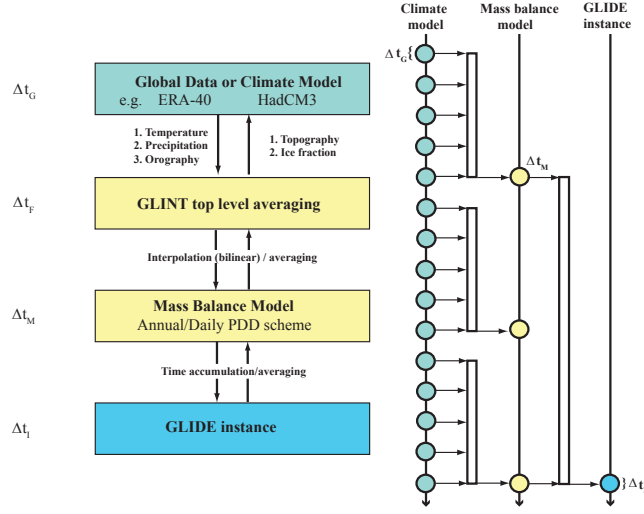 Climate
model
Mass balance
model
GLIDE
instance
Δt_G
Global Data or Climate Model
e.g. ERA-40 HadCM3
1. Temperature
2. Precipitation
3. Orography
1. Topography
2. Ice fraction
Δt_F
GLINT top level averaging
Interpolation (bilinear) / averaging
Δt_M
Mass Balance Model
Annual/Daily PDD scheme
Time accumulation/averaging
Δt_I
GLIDE instance
Δt_G{
Δt_M
}Δt